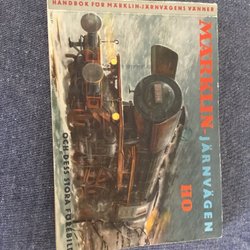 HANDBOK FÖR MÄRKLIN-JÄRNVÄGENS VÄNNER
MÄRKLIN-JÄRNVÄGEN
HO
OCH DESS STORA FÖREBILD